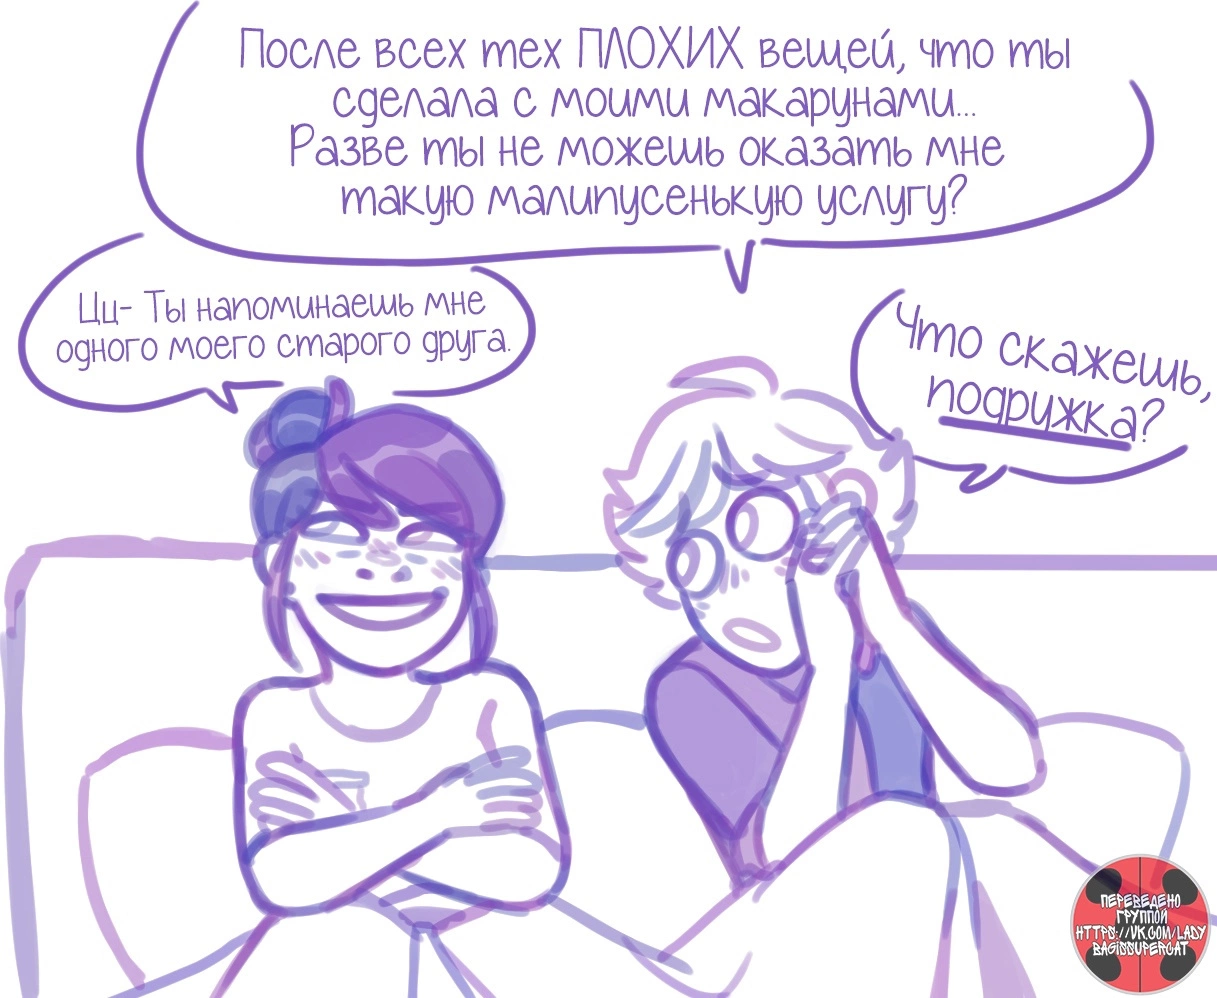 После всех тех ПЛОХИХ вещей, что ты
сделала с моими макарунами...
Разве ты не можешь оказать мне
такую малипусенькую услугу?
Цц- Ты напоминаешь мне
одного моего старого друга.
Что скажешь,
подружка?
ПЕРЕВЕДЕНО
ГРУППОЙ
HTTPS://VK.COM/LADY
BAGISSUPERCAT